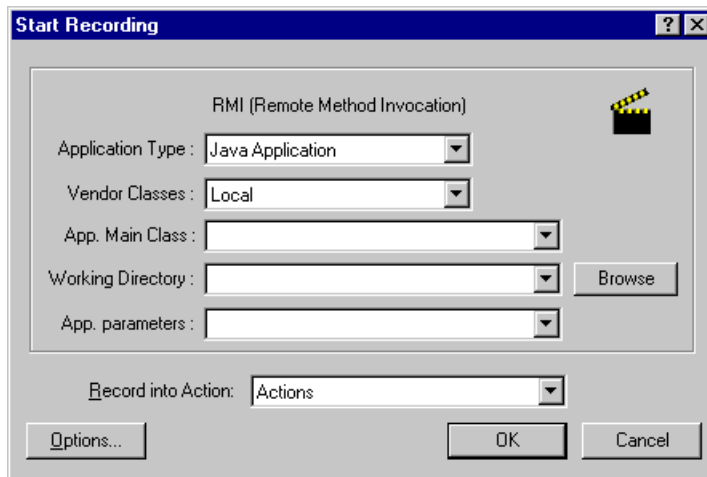 Start Recording
RMI (Remote Method Invocation)
Application Type : Java Application
Vendor Classes : Local
App. Main Class :
Working Directory : Browse
App. parameters :
Record into Action: Actions
Options... OK Cancel